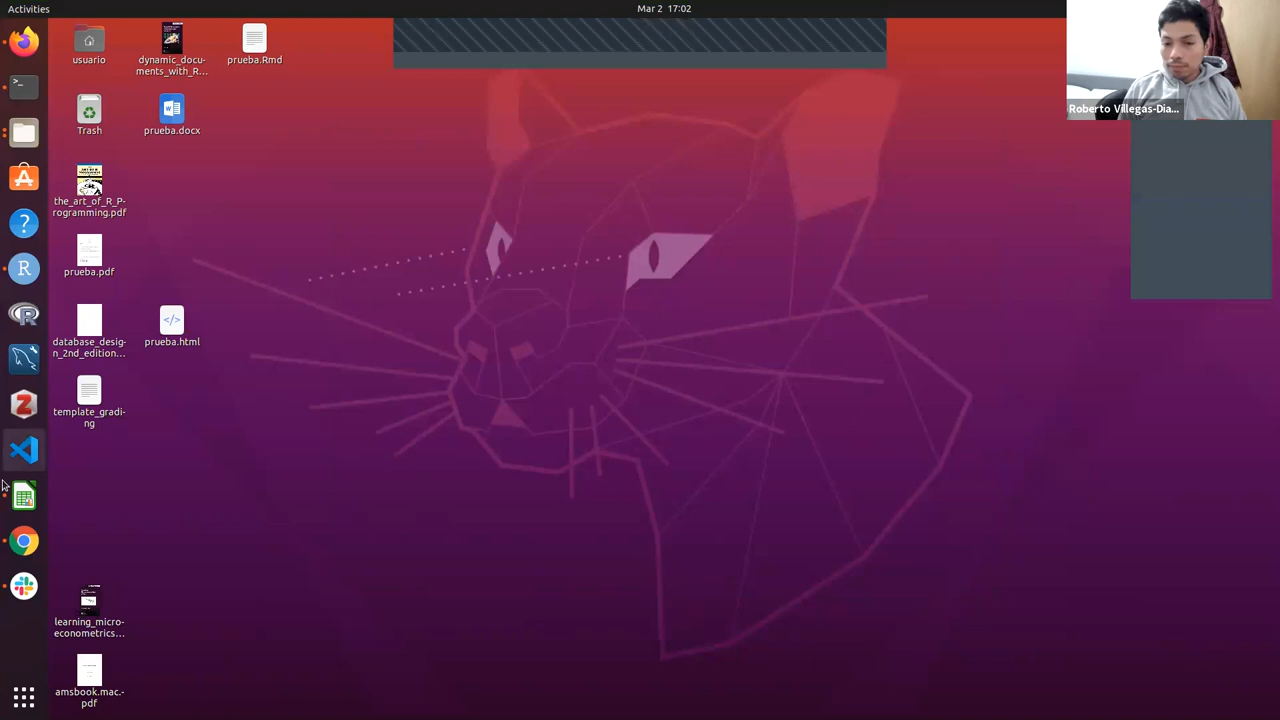 Activities
Mar 2 17:02
usuario
dynamic_docu-
ments_with_R...
prueba.Rmd
Trash
prueba.docx
Roberto Villegas-Dia...
the_art_of_R_P-
rogramming.pdf
prueba.pdf
database_desig-
n_2nd_edition...
prueba.html
template_gradi-
ng
learning_micro-
econometrics...
amsbook.mac.-
pdf